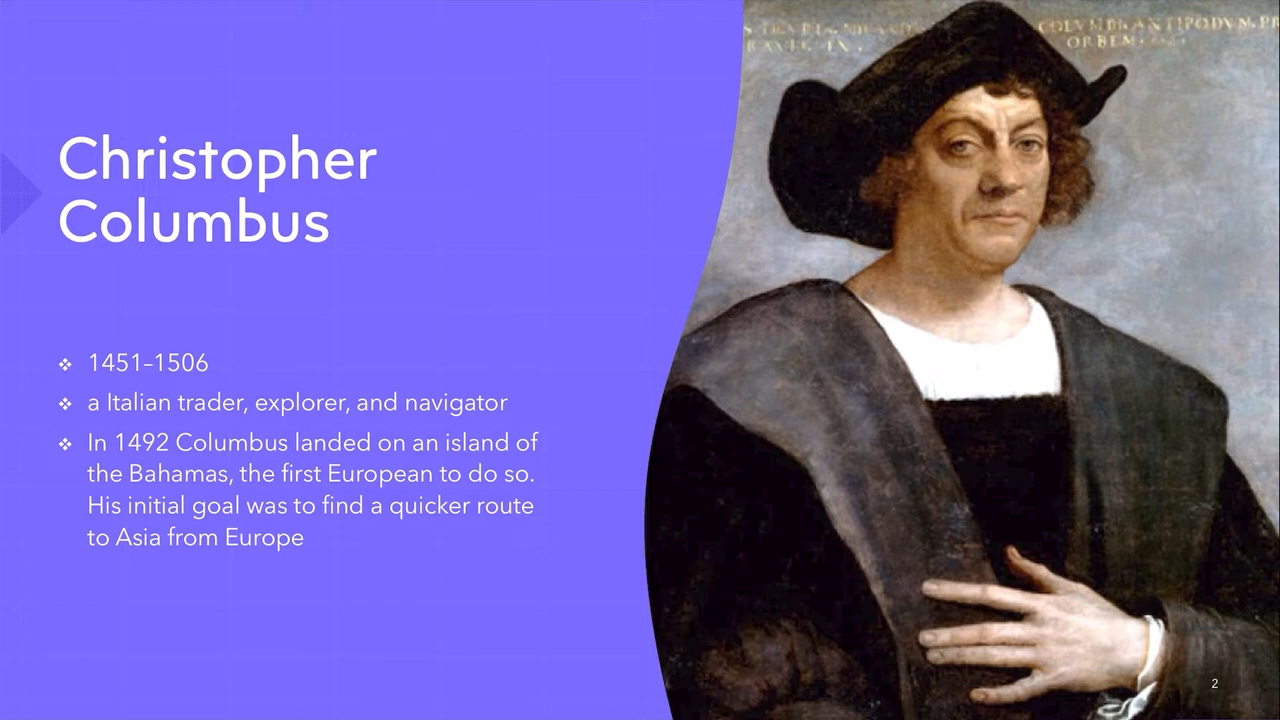 COLVMBV
ORBEM
Christopher
Columbus
❖ 1451–1506
❖ a Italian trader, explorer, and navigator
❖ In 1492 Columbus landed on an island of
the Bahamas, the first European to do so.
His initial goal was to find a quicker route
to Asia from Europe
2